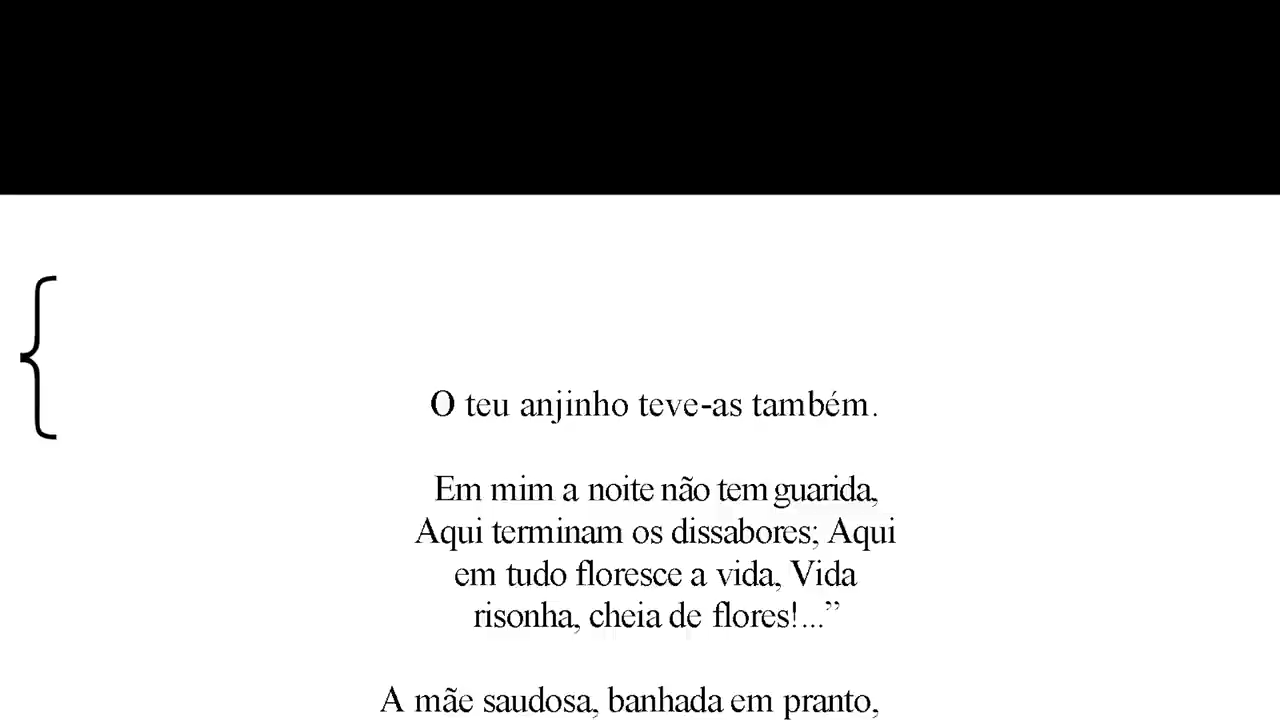 O teu anjinho teve-as também.
Em mim a noite não tem guarida,
Aqui terminam os dissabores; Aqui
em tudo floresce a vida, Vida
risonha, cheia de flores!...”
A mãe saudosa, banhada em pranto,